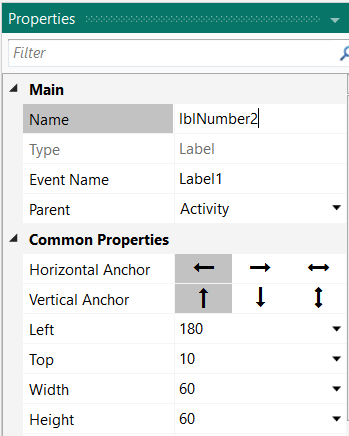 Properties
Filter
Main
Name lblNumber2
Type Label
Event Name Label1
Parent Activity
Common Properties
Horizontal Anchor
Vertical Anchor
Left 180
Top 10
Width 60
Height 60